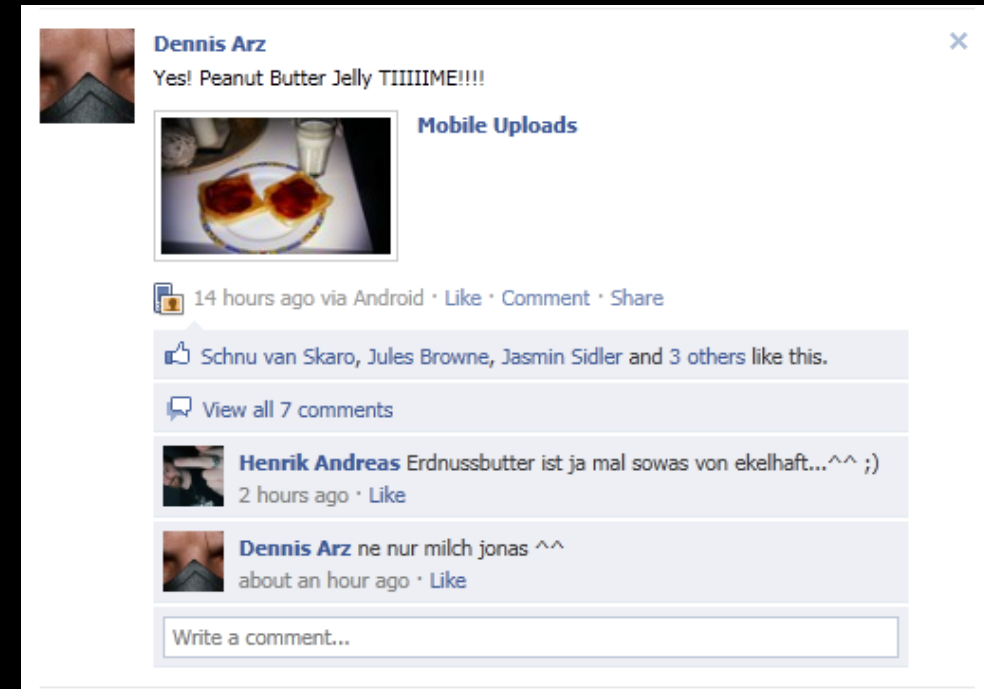 Dennis Arz
Yes! Peanut Butter Jelly TIIIIIME!!!!
Mobile Uploads
14 hours ago via Android · Like · Comment · Share
Schnu van Skaro, Jules Browne, Jasmin Sidler and 3 others like this.
View all 7 comments
Henrik Andreas Erdnussbutter ist ja mal sowas von ekelhaft...^^ ;)
2 hours ago · Like
Dennis Arz ne nur milch jonas ^^
about an hour ago · Like
Write a comment...